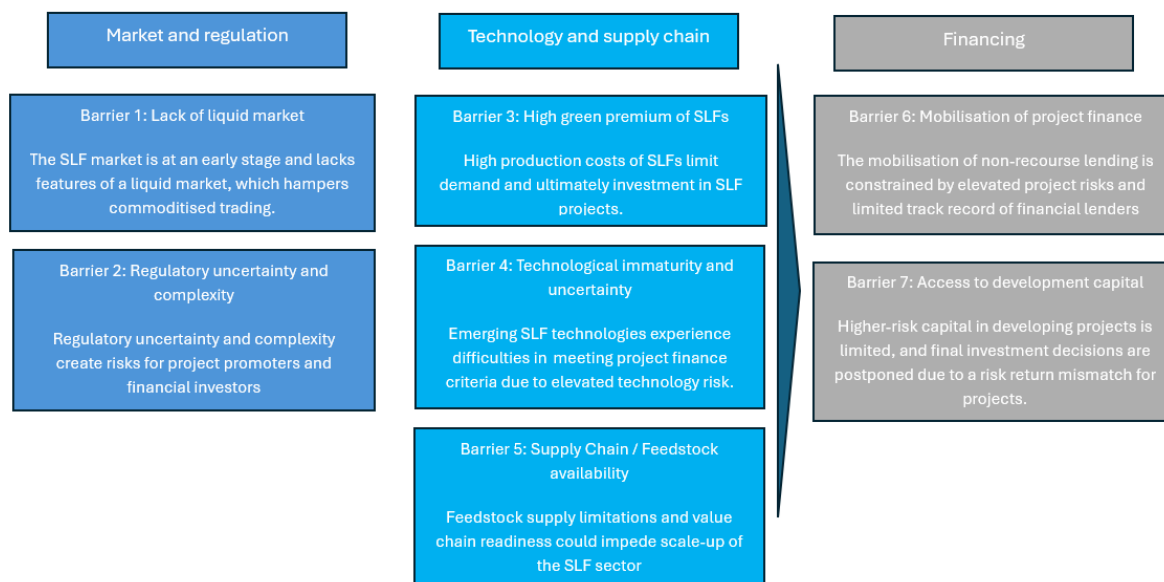 Market and regulation
Barrier 1: Lack of liquid market
The SLF market is at an early stage and lacks
features of a liquid market, which hampers
commoditised trading.
Barrier 2: Regulatory uncertainty and
complexity
Regulatory uncertainty and complexity
create risks for project promoters and
financial investors
Technology and supply chain
Barrier 3: High green premium of SLFs
High production costs of SLFs limit
demand and ultimately investment in SLF
projects.
Barrier 4: Technological immaturity and
uncertainty
Emerging SLF technologies experience
difficulties in meeting project finance
criteria due to elevated technology risk.
Barrier 5: Supply Chain / Feedstock
availability
Feedstock supply limitations and value
chain readiness could impede scale-up of
the SLF sector
Financing
Barrier 6: Mobilisation of project finance
The mobilisation of non-recourse lending is
constrained by elevated project risks and
limited track record of financial lenders
Barrier 7: Access to development capital
Higher-risk capital in developing projects is
limited, and final investment decisions are
postponed due to a risk return mismatch for
projects.